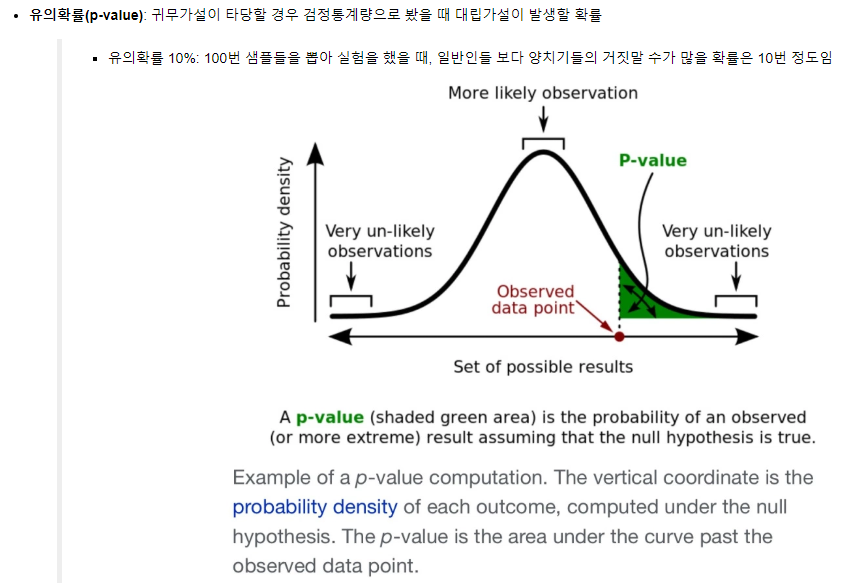 유의확률(p-value): 귀무가설이 타당할 경우 검정통계량으로 봤을 때 대립가설이 발생할 확률
유의확률 10%: 100번 샘플들을 뽑아 실험을 했을 때, 일반인들 보다 양치기들의 거짓말 수가 많을 확률은 10번 정도임
More likely observation
P-value
Probability density
Very un-likely
observations
Very un-likely
observations
Observed
data point
Set of possible results
A p-value (shaded green area) is the probability of an observed
(or more extreme) result assuming that the null hypothesis is true.
Example of a p-value computation. The vertical coordinate is the
probability density of each outcome, computed under the null
hypothesis. The p-value is the area under the curve past the
observed data point.